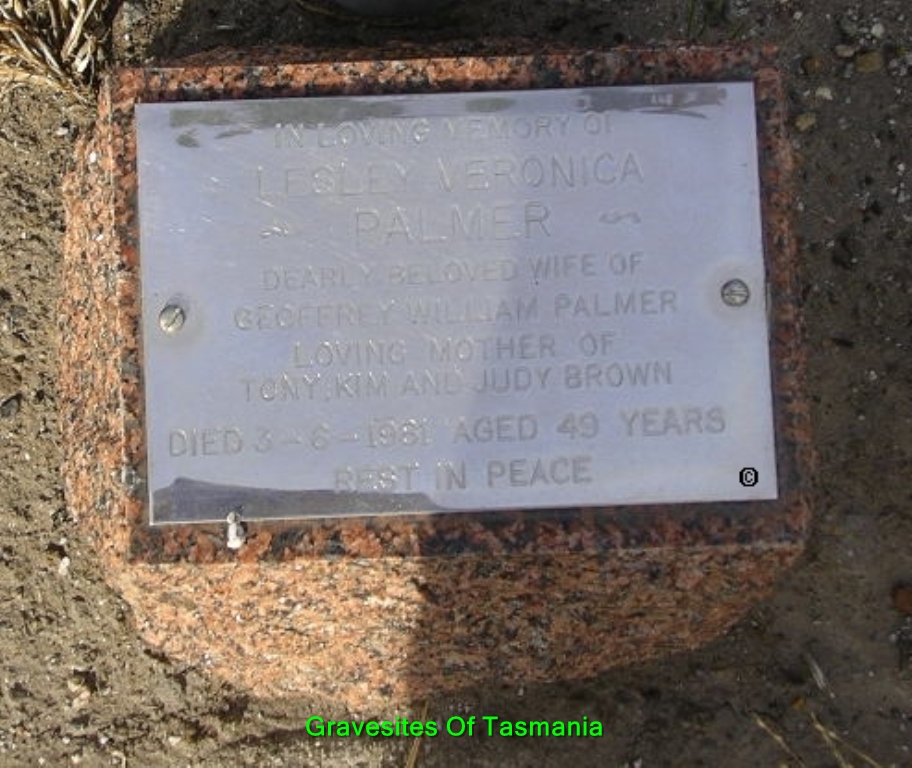 IN LOVING MEMORY OF
LESLEY VERONICA
PALMER
DEARLY BELOVED WIFE OF
GEOFFREY WILLIAM PALMER
LOVING MOTHER OF
TONY, KIM AND JUDY BROWN
DIED 3-6-1981 AGED 49 YEARS
REST IN PEACE
©
Gravesites Of Tasmania